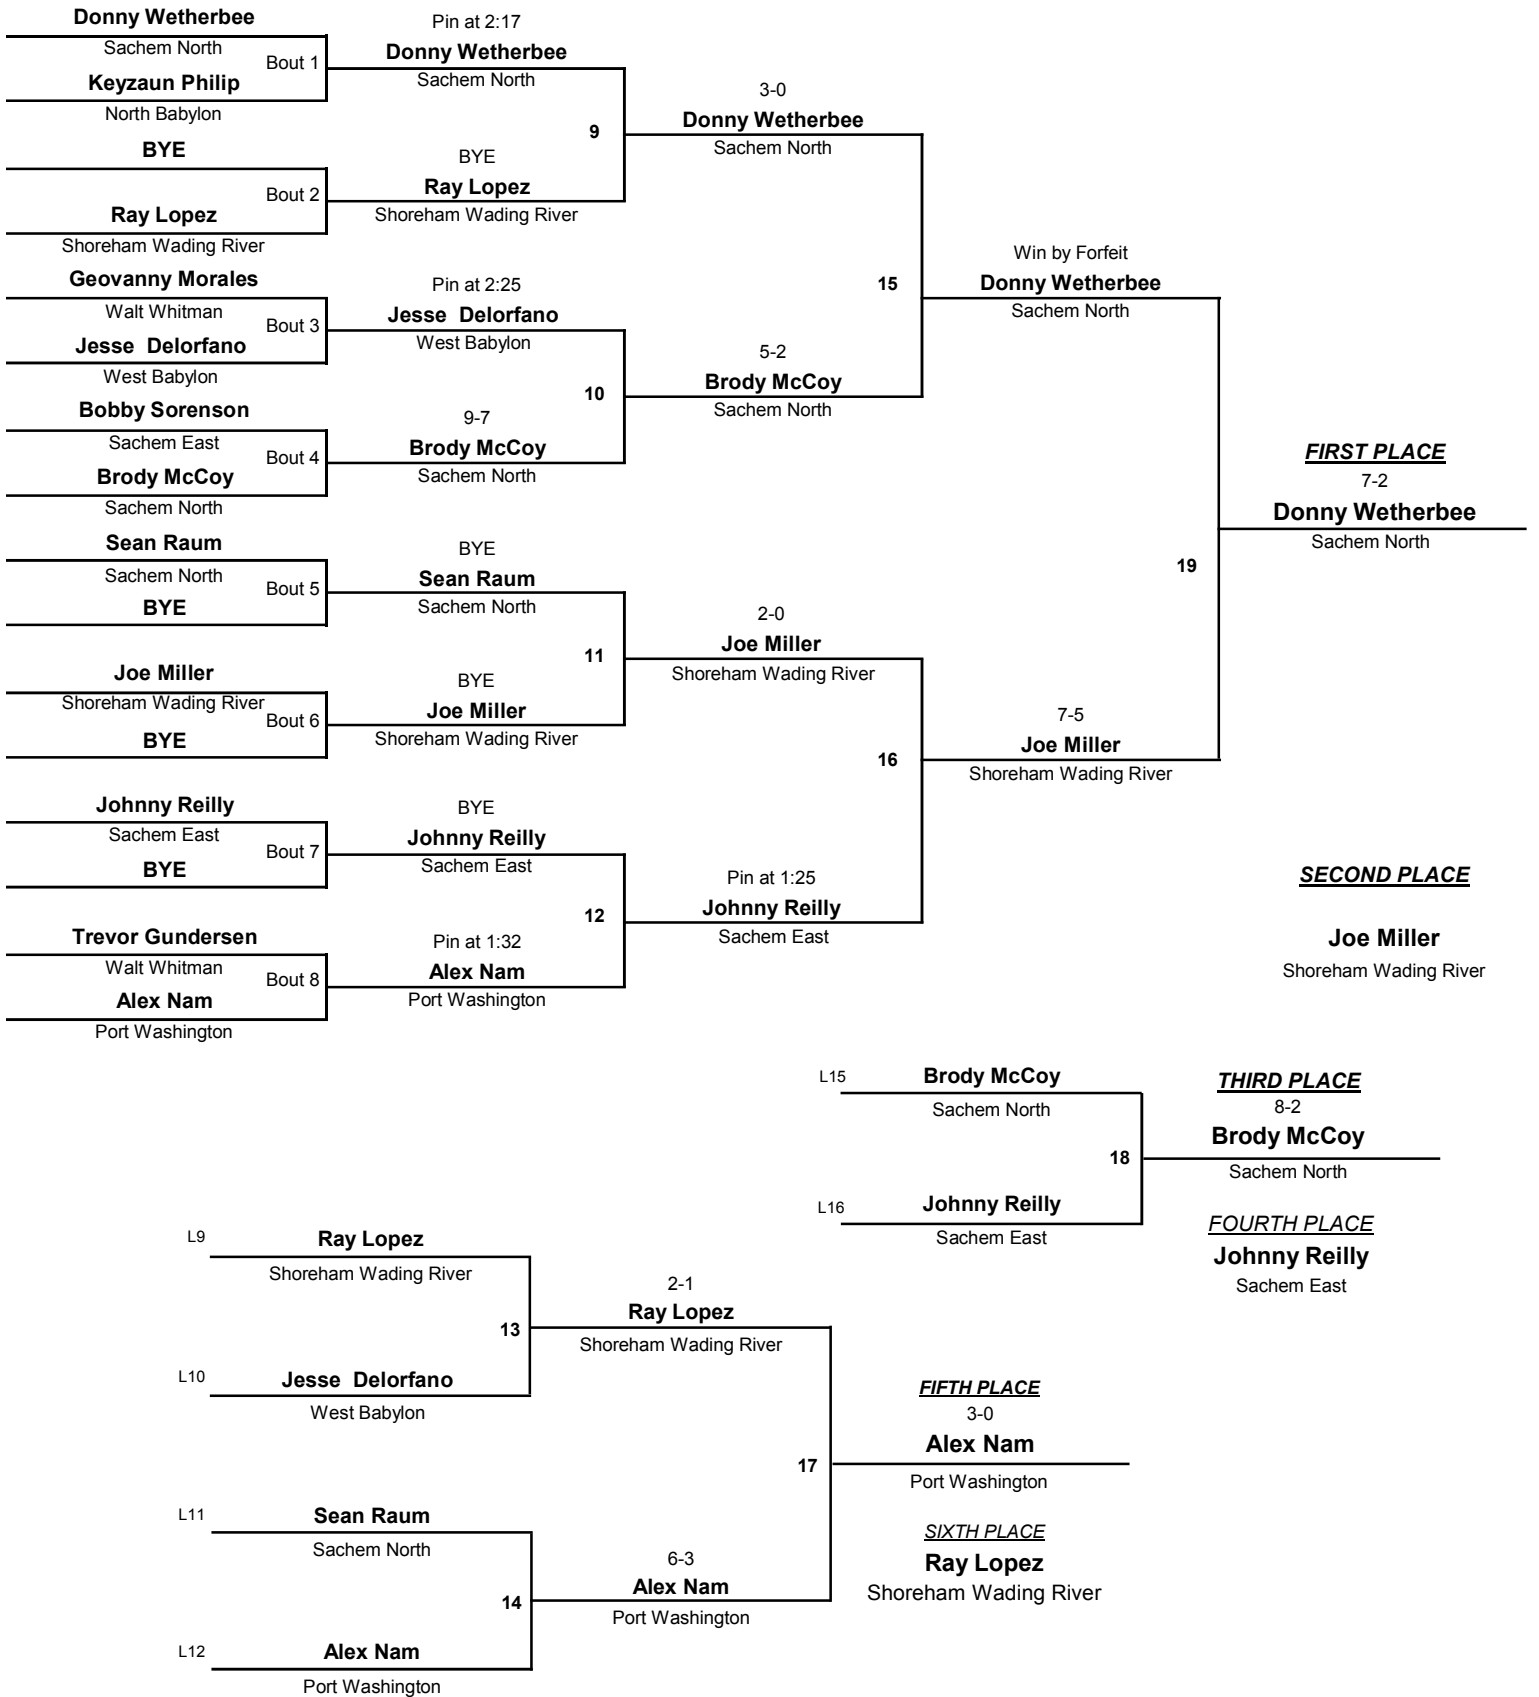 Donny Wetherbee
Sachem North
Bout 1
Keyzaun Philip
North Babylon
BYE
Bout 2
Ray Lopez
Shoreham Wading River
Geovanny Morales
Walt Whitman
Bout 3
Jesse  Delorfano
West Babylon
Bobby Sorenson
Sachem East
Bout 4
Brody McCoy
Sachem North
Sean Raum
Sachem North
Bout 5
BYE
Joe Miller
Shoreham Wading River
Bout 6
BYE
Johnny Reilly
Sachem East
Bout 7
BYE
Trevor Gundersen
Walt Whitman
Bout 8
Alex Nam
Port Washington
Pin at 2:17
Donny Wetherbee
Sachem North
9
BYE
Ray Lopez
Shoreham Wading River
Pin at 2:25
Jesse  Delorfano
West Babylon
10
9-7
Brody McCoy
Sachem North
BYE
Sean Raum
Sachem North
11
BYE
Joe Miller
Shoreham Wading River
BYE
Johnny Reilly
Sachem East
12
Pin at 1:32
Alex Nam
Port Washington
3-0
Donny Wetherbee
Sachem North
15
5-2
Brody McCoy
Sachem North
2-0
Joe Miller
Shoreham Wading River
16
Pin at 1:25
Johnny Reilly
Sachem East
Win by Forfeit
Donny Wetherbee
Sachem North
19
7-5
Joe Miller
Shoreham Wading River
FIRST PLACE
7-2
Donny Wetherbee
Sachem North
SECOND PLACE
Joe Miller
Shoreham Wading River
L15
Brody McCoy
Sachem North
18
L16
Johnny Reilly
Sachem East
THIRD PLACE
8-2
Brody McCoy
Sachem North
FOURTH PLACE
Johnny Reilly
Sachem East
L9
Ray Lopez
Shoreham Wading River
13
L10
Jesse  Delorfano
West Babylon
L11
Sean Raum
Sachem North
14
L12
Alex Nam
Port Washington
2-1
Ray Lopez
Shoreham Wading River
17
6-3
Alex Nam
Port Washington
FIFTH PLACE
3-0
Alex Nam
Port Washington
SIXTH PLACE
Ray Lopez
Shoreham Wading River